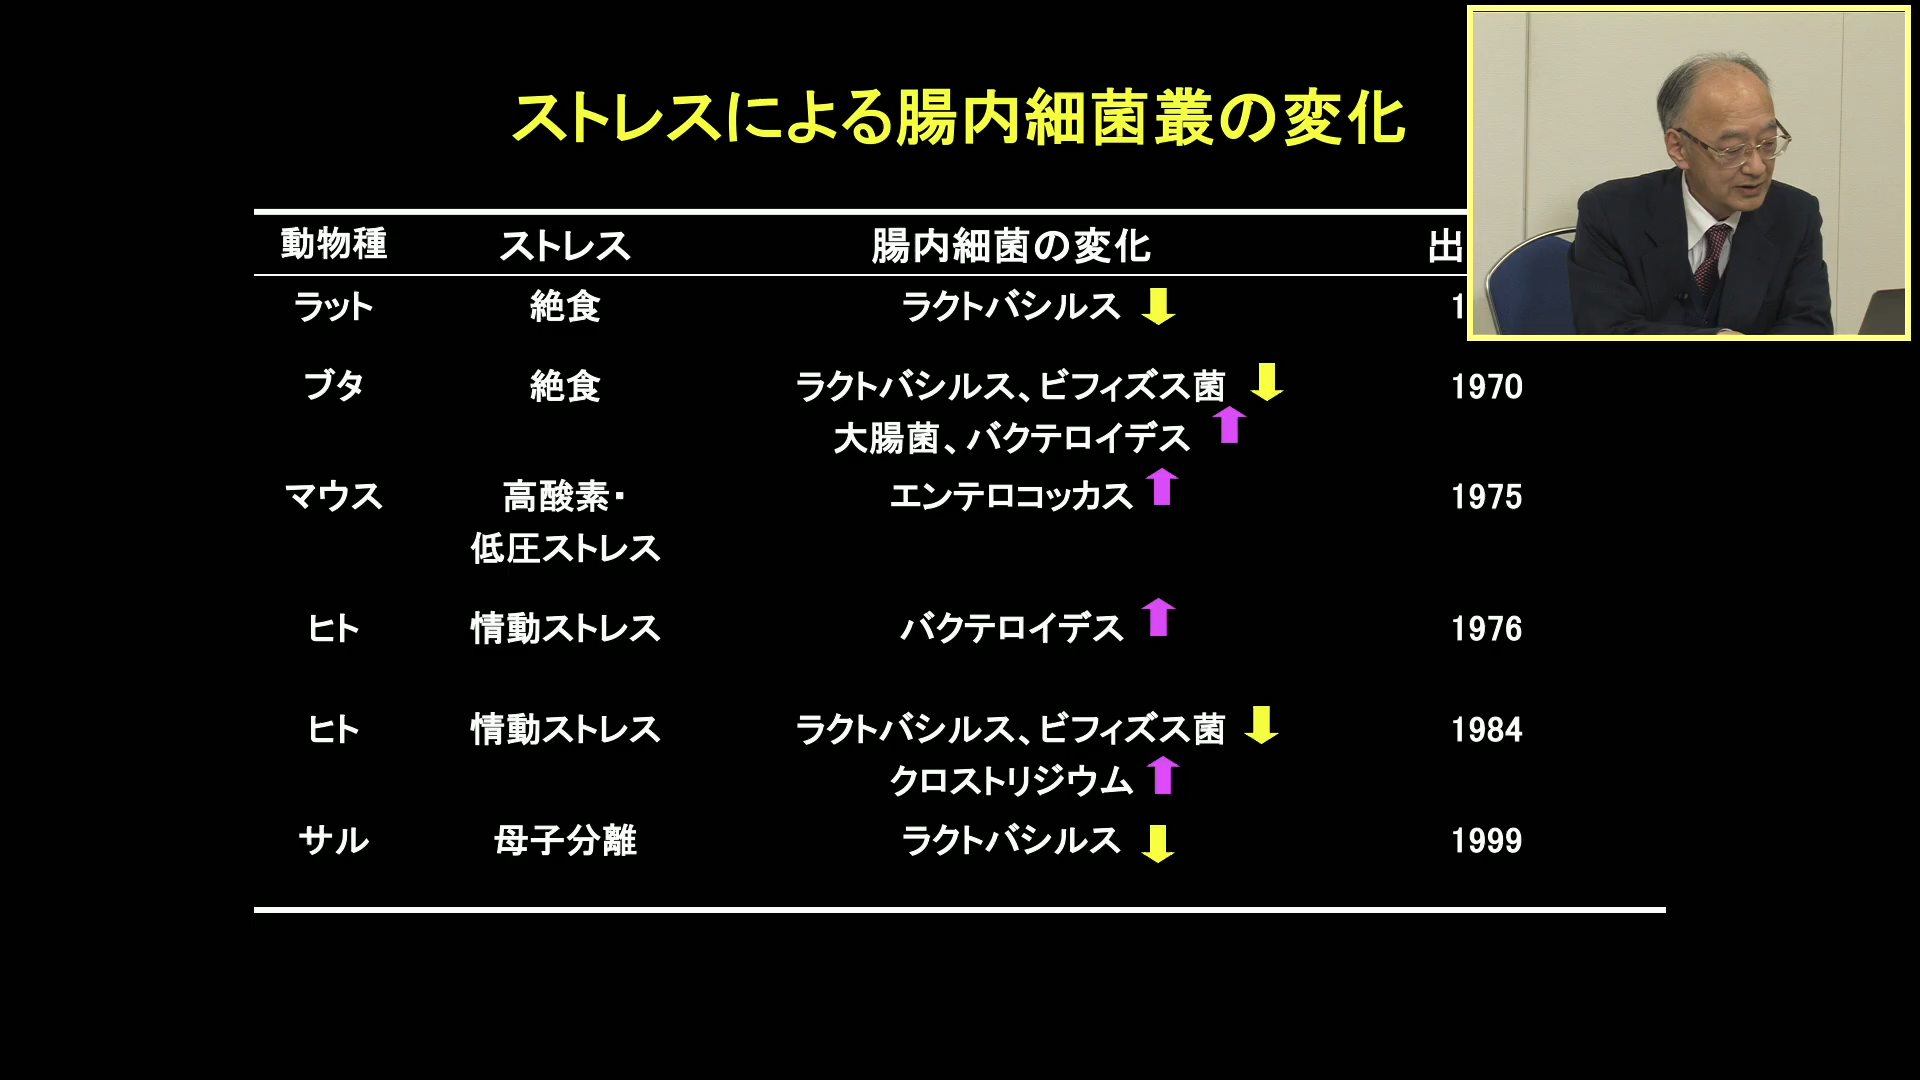 ストレスによる腸内細菌叢の変化
動物種 ストレス 腸内細菌の変化 出
ラット 絶食 ラクトバシルス 1
ブタ 絶食 ラクトバシルス、ビフィズス菌 1970
大腸菌、バクテロイデス
マウス 高酸素・ エンテロコッカス 1975
低圧ストレス
ヒト 情動ストレス バクテロイデス 1976
ヒト 情動ストレス ラクトバシルス、ビフィズス菌 1984
クロストリジウム
サル 母子分離 ラクトバシルス 1999